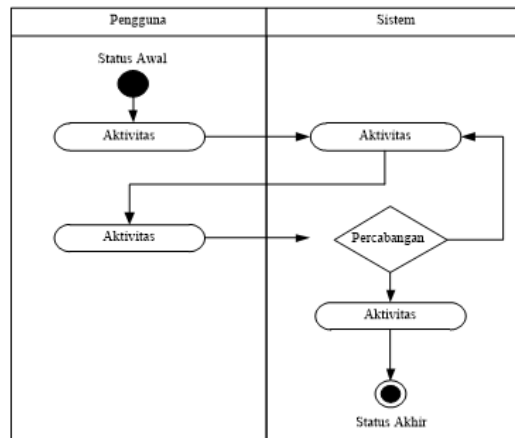 Pengguna
Sistem
Status Awal
Aktivitas
Aktivitas
Aktivitas
Percabangan
Aktivitas
Status Akhir